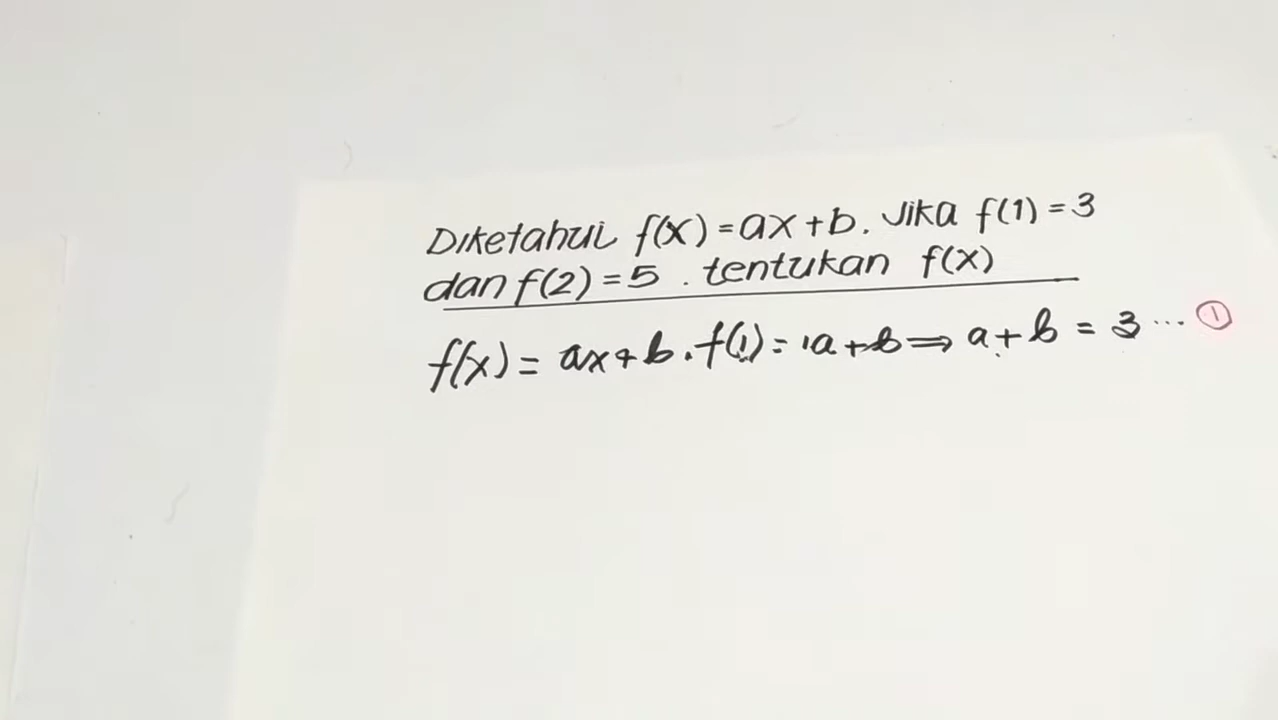 Diketahui f(x) = ax + b. Jika f(1) = 3
dan f(2) = 5. tentukan f(x)
f(x) = ax + b. f(1) = 1a + b ⇒ a + b = 3 ... ①